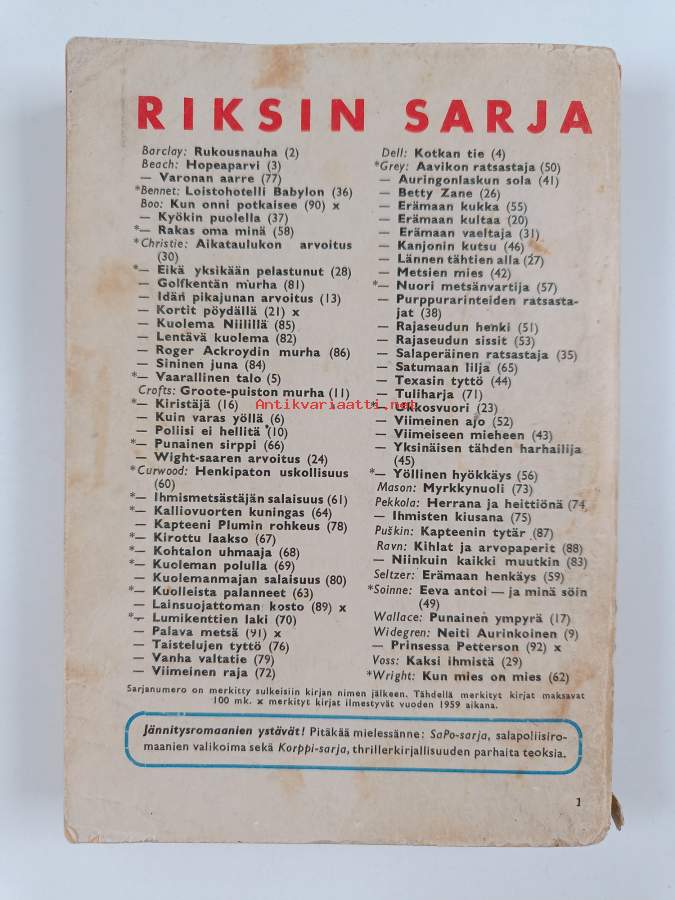 RIKSIN SARJA
Barclay: Rukousnauha (2)
Beach: Hopeaparvi (3)
— Varonan aarre (77)
*Bennet: Loistohotelli Babylon (36)
Boo: Kun onni potkaisee (90) x
— Kyökin puolella (37)
*— Rakas oma minä (58)
*Christie: Aikataulukon arvoitus
(30)
*— Eikä yksikään pelastunut (28)
— Golfkentän murha (81)
— Idän pikajunan arvoitus (13)
— Kortit pöydällä (21) x
— Kuolema Niilillä (85)
— Lentävä kuolema (82)
— Roger Ackroydin murha (86)
— Sininen juna (84)
*— Vaarallinen talo (5)
Crofts: Groote-puiston murha (11)
*— Kiristäjä (16)
— Kuin varas yöllä (6)
— Poliisi ei hellitä (10)
*— Punainen sirppi (66)
— Wight-saaren arvoitus (24)
*Curwood: Henkipaton uskollisuus
(60)
*— Ihmismetsästäjän salaisuus (61)
*— Kalliovuorten kuningas (64)
— Kapteeni Plumin rohkeus (78)
*— Kirottu laakso (67)
*— Kohtalon uhmaaja (68)
*— Kuoleman polulla (69)
— Kuolemanmajan salaisuus (80)
*— Kuolleista palanneet (63)
— Lainsuojattoman kosto (89) x
*— Lumikenttien laki (70)
— Palava metsä (91) x
— Taistelujen tyttö (76)
— Vanha valtatie (79)
— Viimeinen raja (72)
Dell: Kotkan tie (4)
*Grey: Aavikon ratsastaja (50)
— Auringonlaskun sola (41)
— Betty Zane (26)
— Erämaan kukka (55)
— Erämaan kultaa (20)
— Erämaan vaeltaja (31)
— Kanjonin kutsu (46)
— Lännen tähtien alla (27)
— Metsien mies (42)
*— Nuori metsänvartija (57)
— Purppurarinteiden ratsasta-
jat (38)
— Rajaseudun henki (51)
— Rajaseudun sissit (53)
— Salaperäinen ratsastaja (35)
— Satumaan lilja (65)
— Texasin tyttö (44)
— Tuliharja (71)
*— Ukkosvuori (23)
— Viimeinen ajo (52)
— Viimeiseen mieheen (43)
— Yksinäisen tähden harhailija
(45)
*— Yöllinen hyökkäys (56)
Mason: Myrkkynuoli (73)
Pekkola: Herrana ja heittiönä (74
— Ihmisten kiusana (75)
Puškin: Kapteenin tytär (87)
Ravn: Kihlat ja arvopaperit (88)
— Niinkuin kaikki muutkin (83)
Seltzer: Erämaan henkäys (59)
*Soinne: Eeva antoi — ja minä söin
(49)
Wallace: Punainen ympyrä (17)
Widegren: Neiti Aurinkoinen (9)
— Prinsessa Petterson (92) x
Voss: Kaksi ihmistä (29)
*Wright: Kun mies on mies (62)
Antikvariaatti.net
Sarjanumero on merkitty sulkeisiin kirjan nimen jälkeen. Tähdellä merkityt kirjat maksavat
100 mk. x merkityt kirjat ilmestyvät vuoden 1959 aikana.
Jännitysromaanien ystävät! Pitäkää mielessänne: SaPo-sarja, salapoliisiro-
maanien valikoima sekä Korppi-sarja, thrillerkirjallisuuden parhaita teoksia.
1